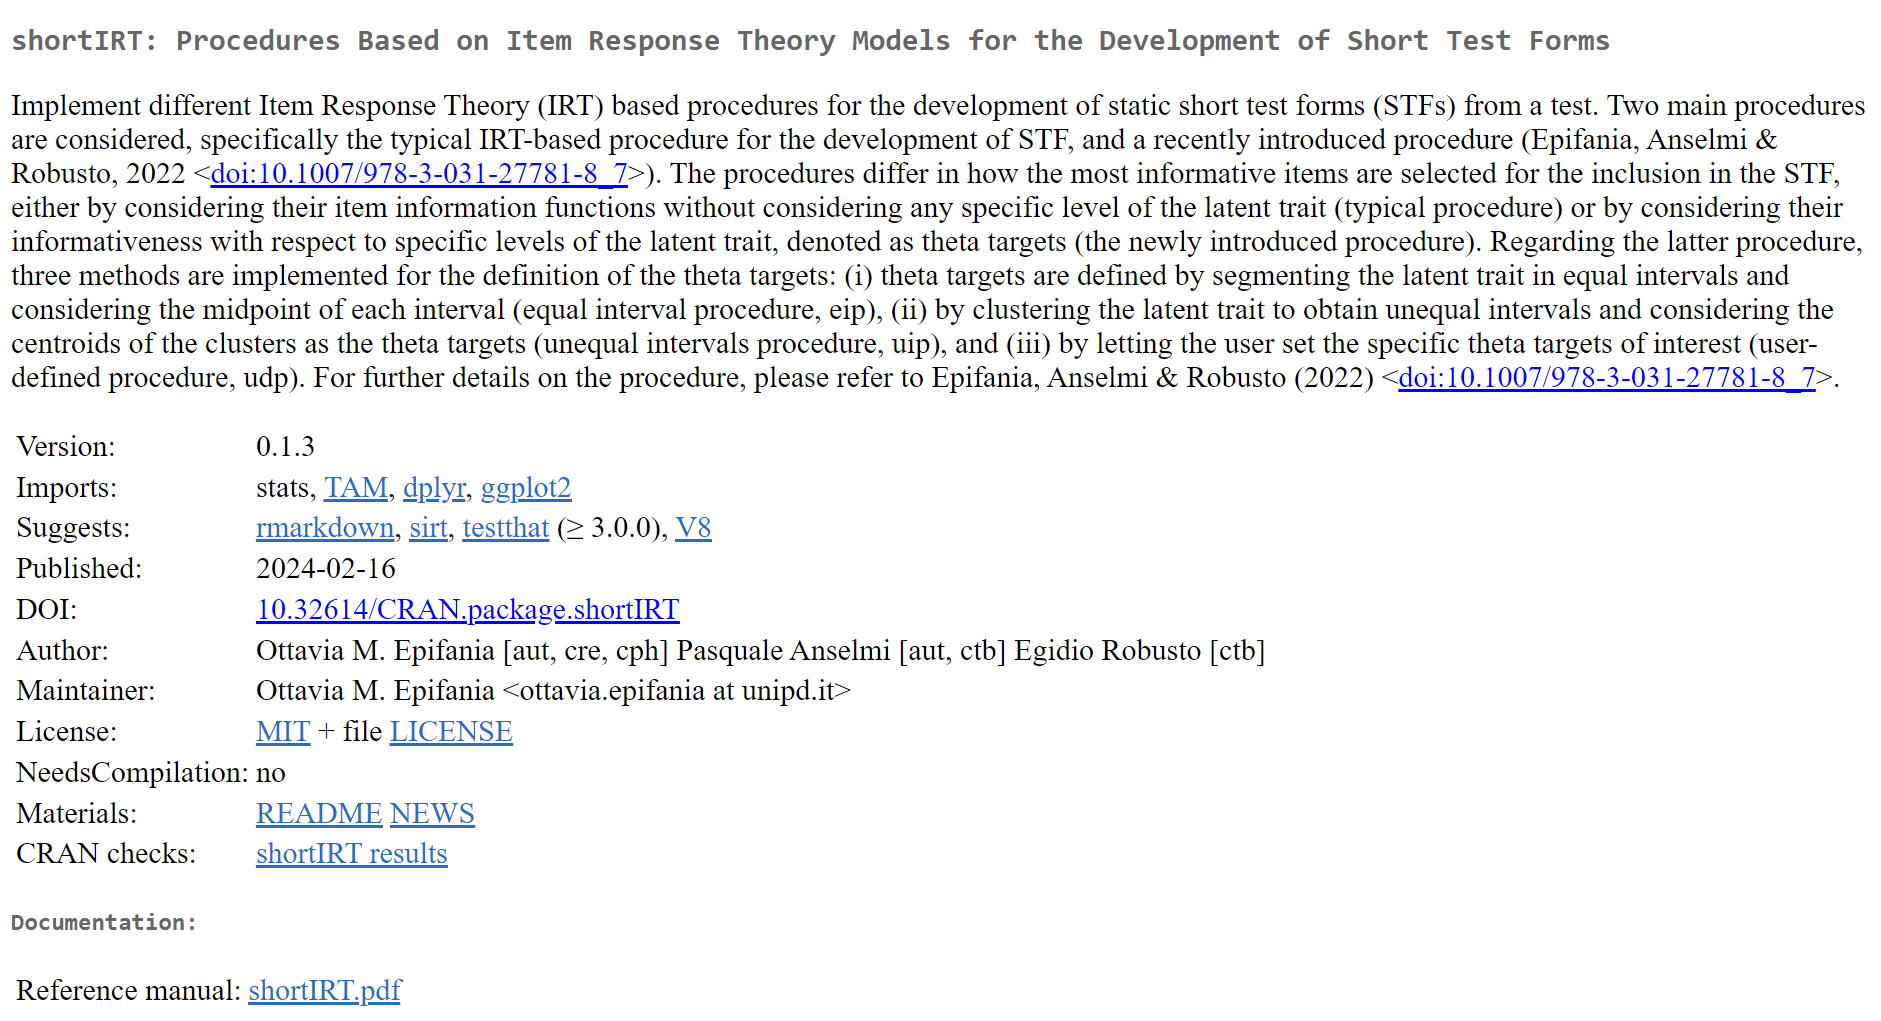 shortIRT: Procedures Based on Item Response Theory Models for the Development of Short Test Forms
Implement different Item Response Theory (IRT) based procedures for the development of static short test forms (STFs) from a test. Two main procedures
are considered, specifically the typical IRT-based procedure for the development of STF, and a recently introduced procedure (Epifania, Anselmi &
Robusto, 2022 <doi:10.1007/978-3-031-27781-8_7>). The procedures differ in how the most informative items are selected for the inclusion in the STF,
either by considering their item information functions without considering any specific level of the latent trait (typical procedure) or by considering their
informativeness with respect to specific levels of the latent trait, denoted as theta targets (the newly introduced procedure). Regarding the latter procedure,
three methods are implemented for the definition of the theta targets: (i) theta targets are defined by segmenting the latent trait in equal intervals and
considering the midpoint of each interval (equal interval procedure, eip), (ii) by clustering the latent trait to obtain unequal intervals and considering the
centroids of the clusters as the theta targets (unequal intervals procedure, uip), and (iii) by letting the user set the specific theta targets of interest (user-
defined procedure, udp). For further details on the procedure, please refer to Epifania, Anselmi & Robusto (2022) <doi:10.1007/978-3-031-27781-8_7>.
Version: 0.1.3
Imports: stats, TAM, dplyr, ggplot2
Suggests: rmarkdown, sirt, testthat (≥ 3.0.0), V8
Published: 2024-02-16
DOI: 10.32614/CRAN.package.shortIRT
Author: Ottavia M. Epifania [aut, cre, cph] Pasquale Anselmi [aut, ctb] Egidio Robusto [ctb]
Maintainer: Ottavia M. Epifania <ottavia.epifania at unipd.it>
License: MIT + file LICENSE
NeedsCompilation: no
Materials: README NEWS
CRAN checks: shortIRT results
Documentation:
Reference manual: shortIRT.pdf